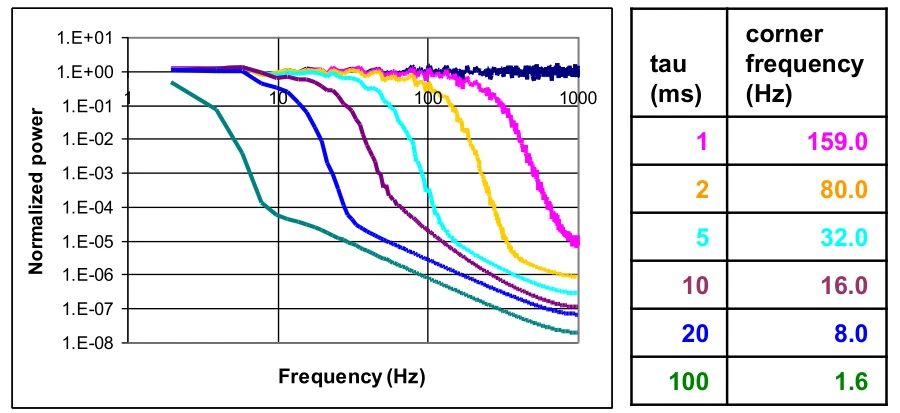 1.E+01
1.E+00
1.E-01
1.E-02
1.E-03
1.E-04
1.E-05
1.E-06
1.E-07
1.E-08
1 10 100 1000
Normalized power
Frequency (Hz)
tau (ms) corner frequency (Hz)
1 159.0
2 80.0
5 32.0
10 16.0
20 8.0
100 1.6